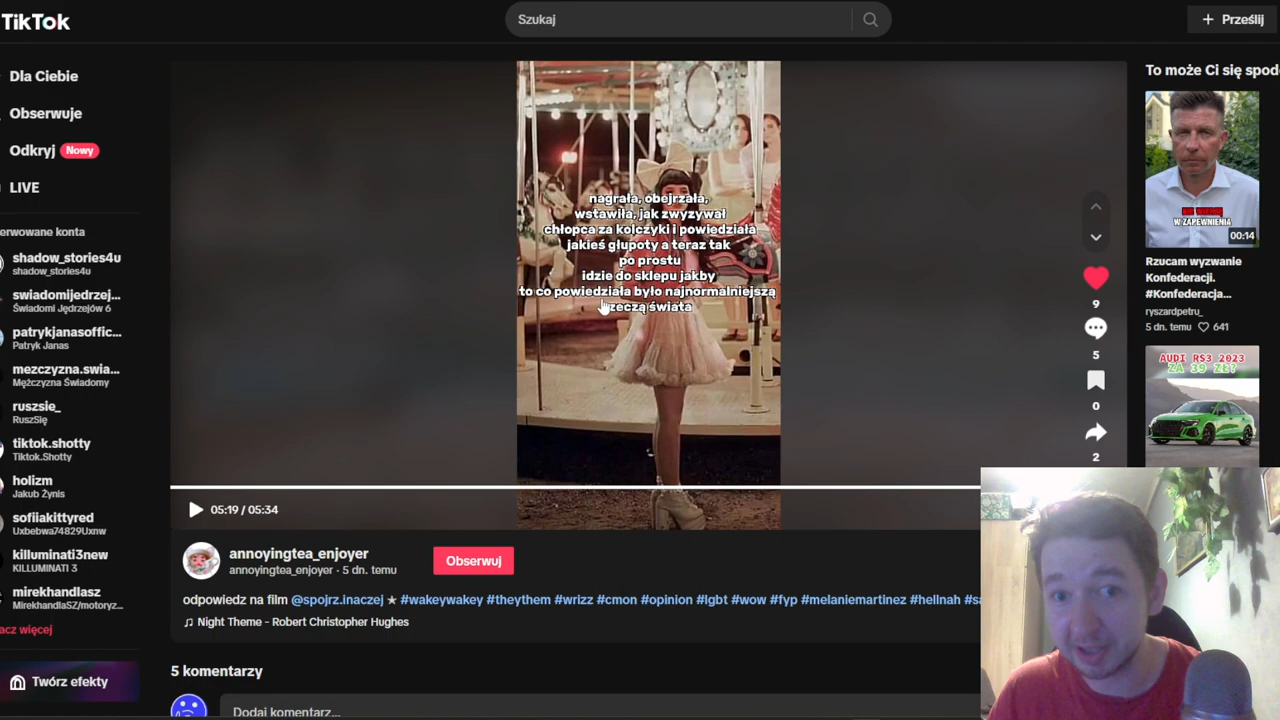 TikTok
Szukaj
Prześlij
Dla Ciebie
Obserwuje
Odkryj Nowy
LIVE
erwowane konta
shadow_stories4u
shadow_stories4u
swiadomijedrzej...
Świadomi Jędrzejów 6
patrykjanasoffic...
Patryk Janas
mezczyzna.swia...
Mężczyzna Świadomy
ruszsie_
RuszSię
tiktok.shotty
TikTok.Shotty
holizm
Jakub Żynis
sofiiakittyred
Uxbebwa74829Uxnw
killuminati3new
KILLUMINATI 3
mirekhandlasz
MirekhandlaSZ/motoryz...
acz więcej
Twórz efekty
nagrała, obejrzała,
wstawiła, jak zwyzywał
chłopca za kolczyki i powiedziała
jakieś głupoty a teraz tak
po prostu
idzie do sklepu jakby
to co powiedziała było najnormalniejszą
rzeczą świata
9
5
0
2
05:19 / 05:34
annoyingtea_enjoyer
annoyingtea_enjoyer · 5 dn. temu
Obserwuj
odpowiedz na film @spojrz.inaczej ★ #wakeywakey #theythem #wrizz #cmon #opinion #lgbt #wow #fyp #melaniemartinez #hellnah #sa
Night Theme - Robert Christopher Hughes
5 komentarzy
Dodaj komentarz...
To może Ci się spod
W ZAPEWNIENIA
00:14
Rzucam wyzwanie
Konfederacji.
#Konfederacja...
ryszardpetru_
5 dn. temu 641
AUDI RS3 2023
ZA 39 ZŁ?